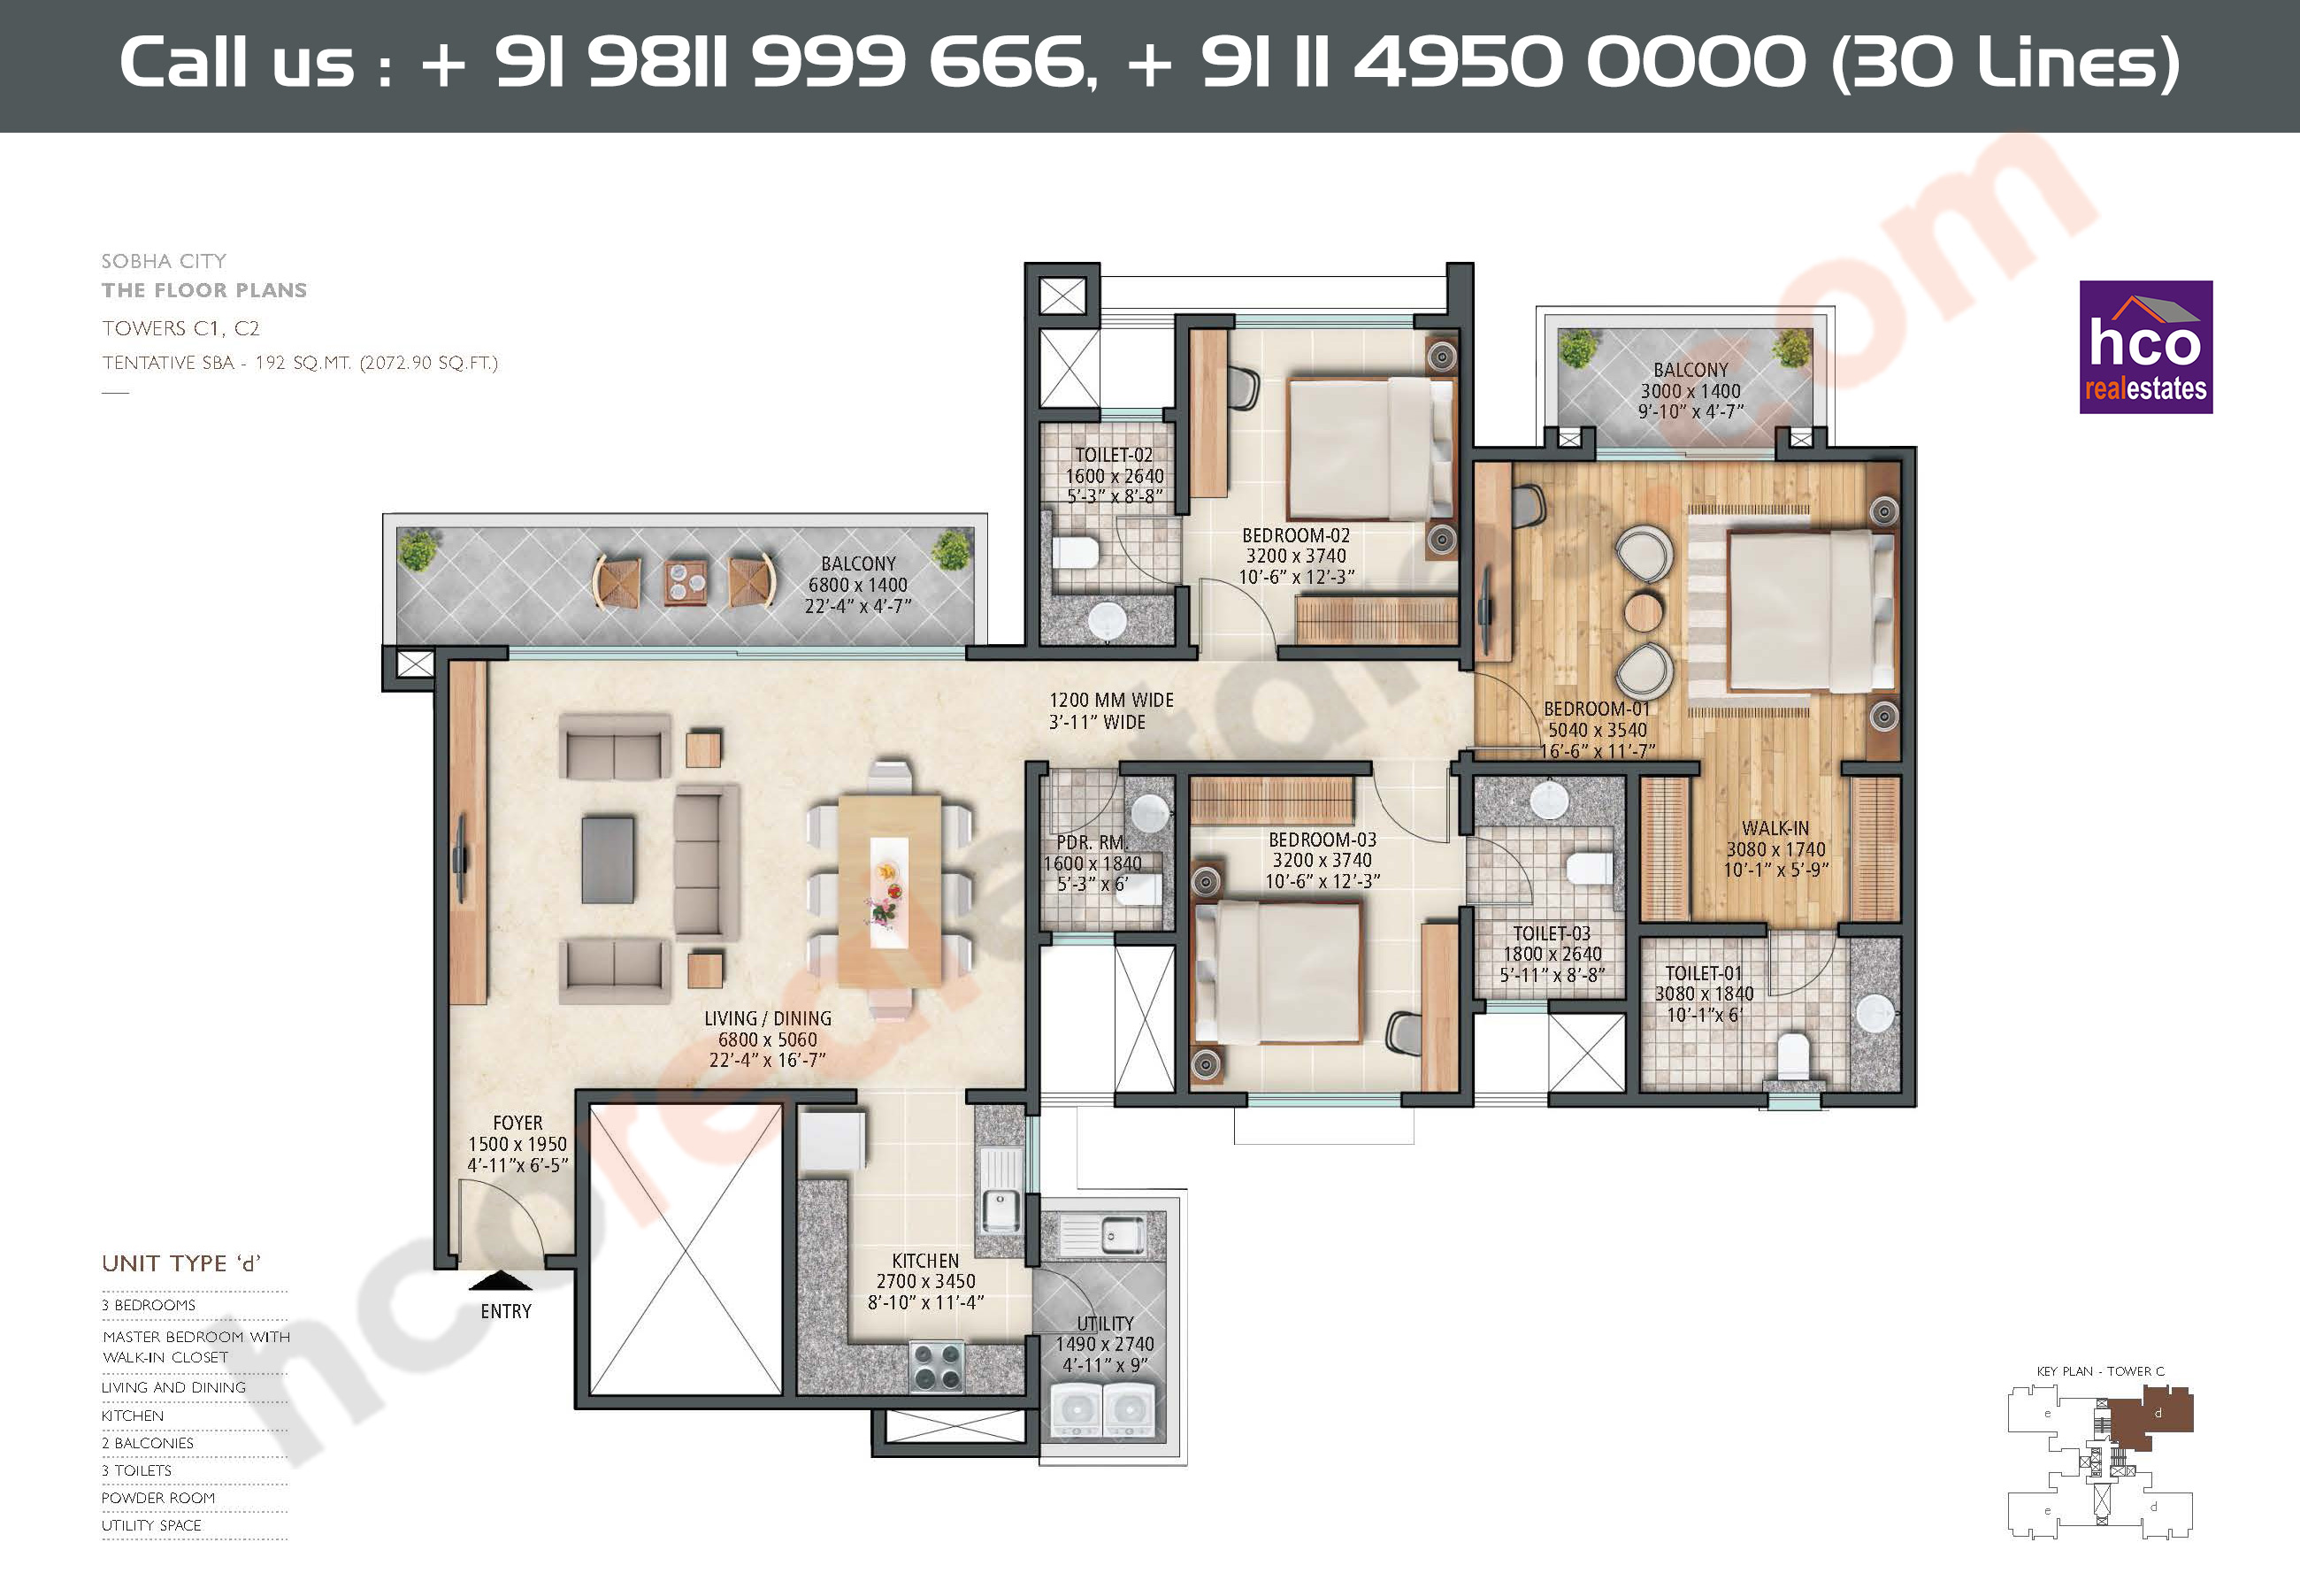 Call us : + 91 9811 999 666, + 91 11 4950 0000 (30 Lines)
SOBHA CITY
THE FLOOR PLANS
TOWERS C1, C2
TENTATIVE SBA - 192 SQ.MT. (2072.90 SQ.FT.)
hco
realestates
BALCONY
3000 x 1400
9'-10" x 4'-7"
TOILET-02
1600 x 2640
5'-3" x 8'-8"
BEDROOM-02
3200 x 3740
10'-6" x 12'-3"
BALCONY
6800 x 1400
22'-4" x 4'-7"
1200 MM WIDE
3'-11" WIDE
BEDROOM-01
5040 x 3540
16'-6" x 11'-7"
PDR. RM.
1600 x 1840
5'-3" x 6'
BEDROOM-03
3200 x 3740
10'-6" x 12'-3"
WALK-IN
3080 x 1740
10'-1" x 5'-9"
TOILET-03
1800 x 2640
5'-11" x 8'-8"
TOILET-01
3080 x 1840
10'-1"x 6'
LIVING / DINING
6800 x 5060
22'-4" x 16'-7"
FOYER
1500 x 1950
4'-11"x 6'-5"
KITCHEN
2700 x 3450
8'-10" x 11'-4"
ENTRY
UTILITY
1490 x 2740
4'-11" x 9"
UNIT TYPE 'd'
3 BEDROOMS
MASTER BEDROOM WITH
WALK-IN CLOSET
LIVING AND DINING
KITCHEN
2 BALCONIES
3 TOILETS
POWDER ROOM
UTILITY SPACE
KEY PLAN - TOWER C
e
d
e
d
hcorealestates.com